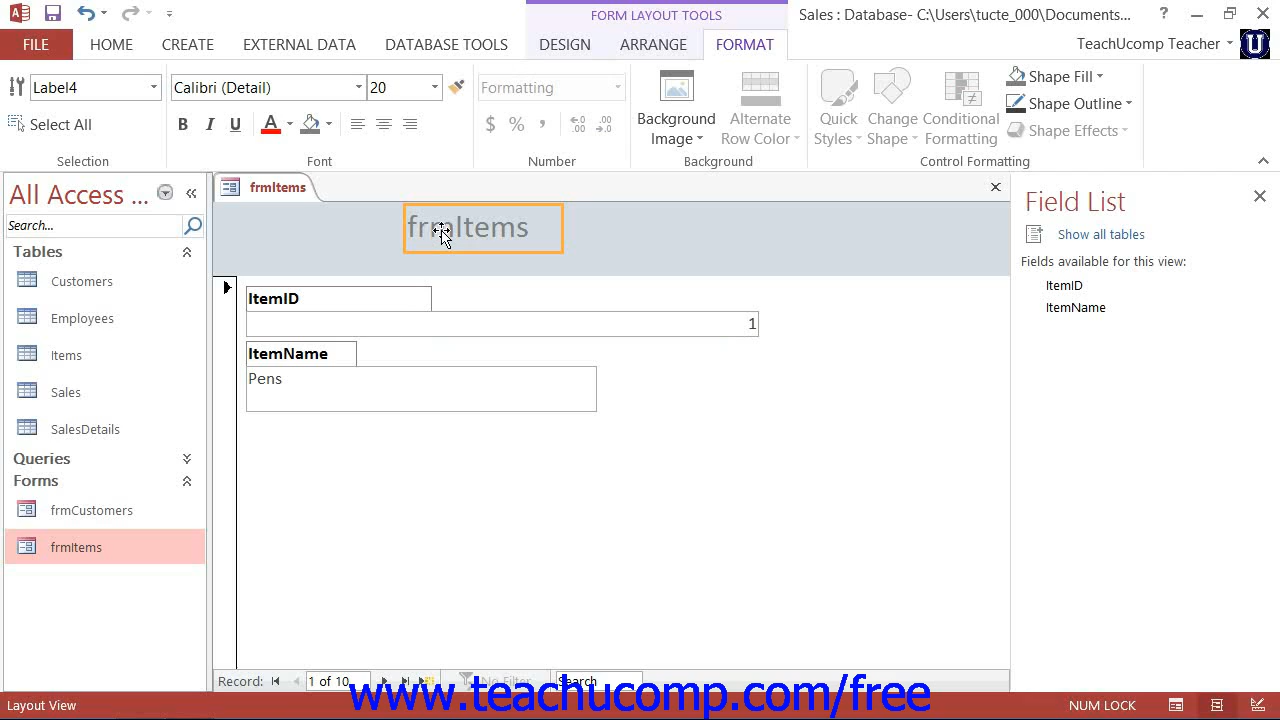 FORM LAYOUT TOOLS
Sales : Database- C:\Users\tucte_000\Documents... ?
FILE HOME CREATE EXTERNAL DATA DATABASE TOOLS DESIGN ARRANGE FORMAT TeachUcomp Teacher U
Label4 Calibri (Detail) 20 Formatting
Select All B I U A $ % , Background Image Alternate Row Color Quick Styles Change Shape Conditional Formatting Shape Fill Shape Outline Shape Effects
Selection Font Number Background Control Formatting
All Access ...
Search...
Tables
Customers
Employees
Items
Sales
SalesDetails
Queries
Forms
frmCustomers
frmItems
frmItems
frmItems
ItemID
1
ItemName
Pens
Record: 1 of 10 No Filter Search
Field List
Show all tables
Fields available for this view:
ItemID
ItemName
www.teachucomp.com/free
Layout View NUM LOCK